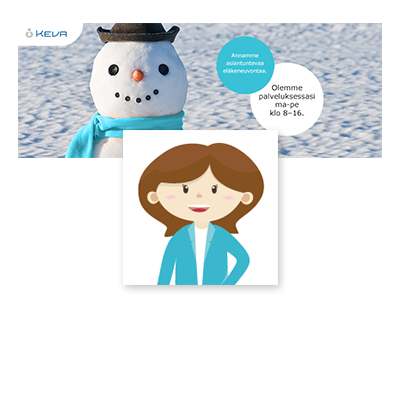 KEVA
Annamme
asiantuntevaa
eläkeneuvontaa.
Olemme
palveluksessasi
ma-pe
klo 8–16.